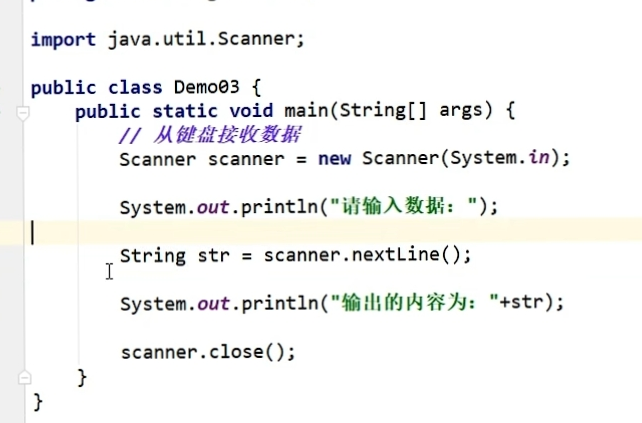 import java.util.Scanner;
public class Demo03 {
public static void main(String[] args) {
// 从键盘接收数据
Scanner scanner = new Scanner(System.in);
System.out.println("请输入数据：");
String str = scanner.nextLine();
System.out.println("输出的内容为："+str);
scanner.close();
}
}